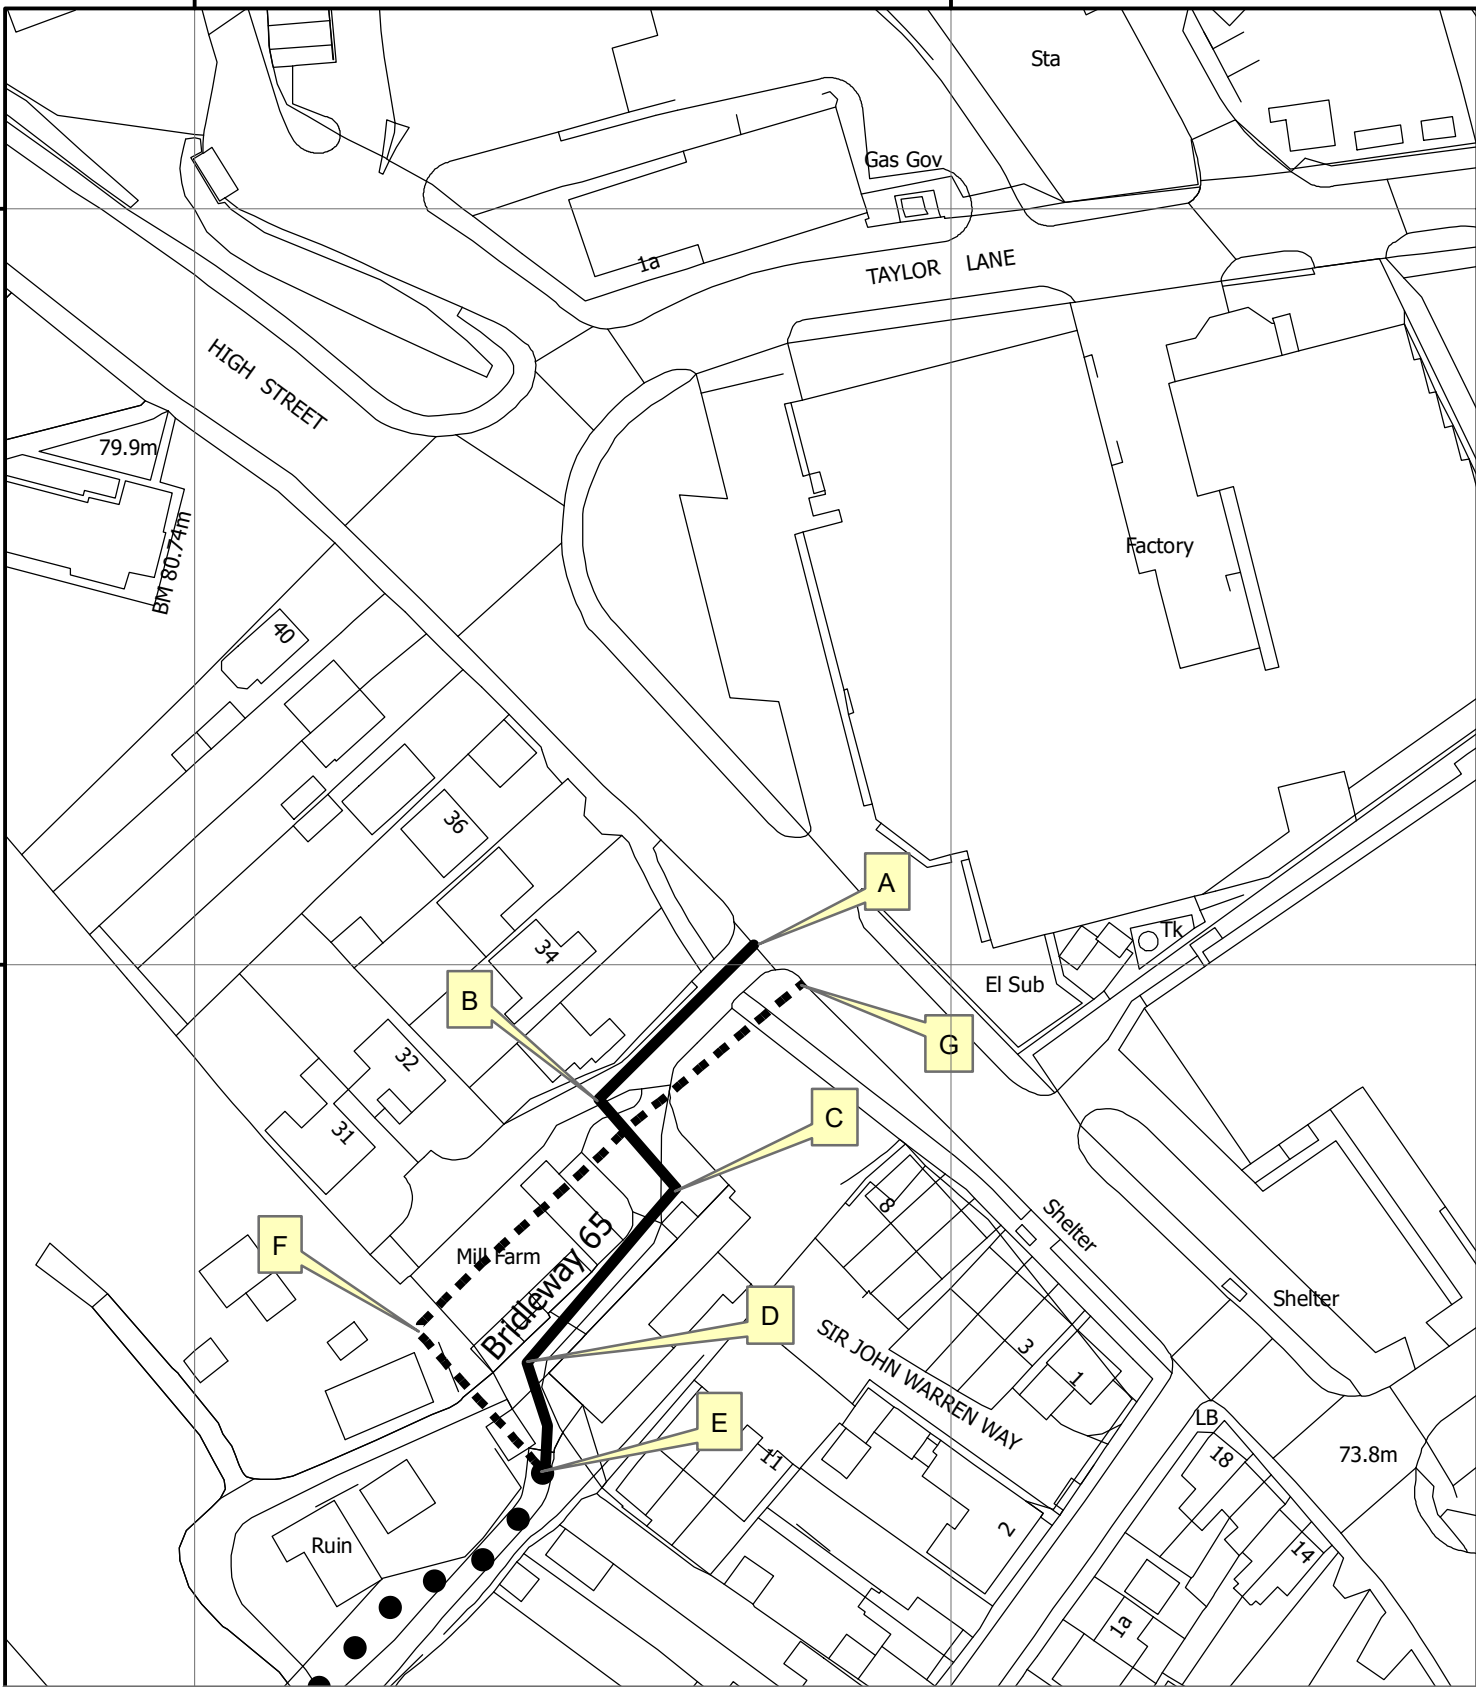 Sta
Gas Gov
1a
TAYLOR LANE
HIGH STREET
79.9m
BM 80.74m
Factory
40
36
A
34
Tk
B
El Sub
G
32
C
31
8
Shelter
F
Mill Farm
Bridleway 65
D
Shelter
SIR JOHN WARREN WAY
3
1
E
LB
11
18
73.8m
Ruin
2
14
1a